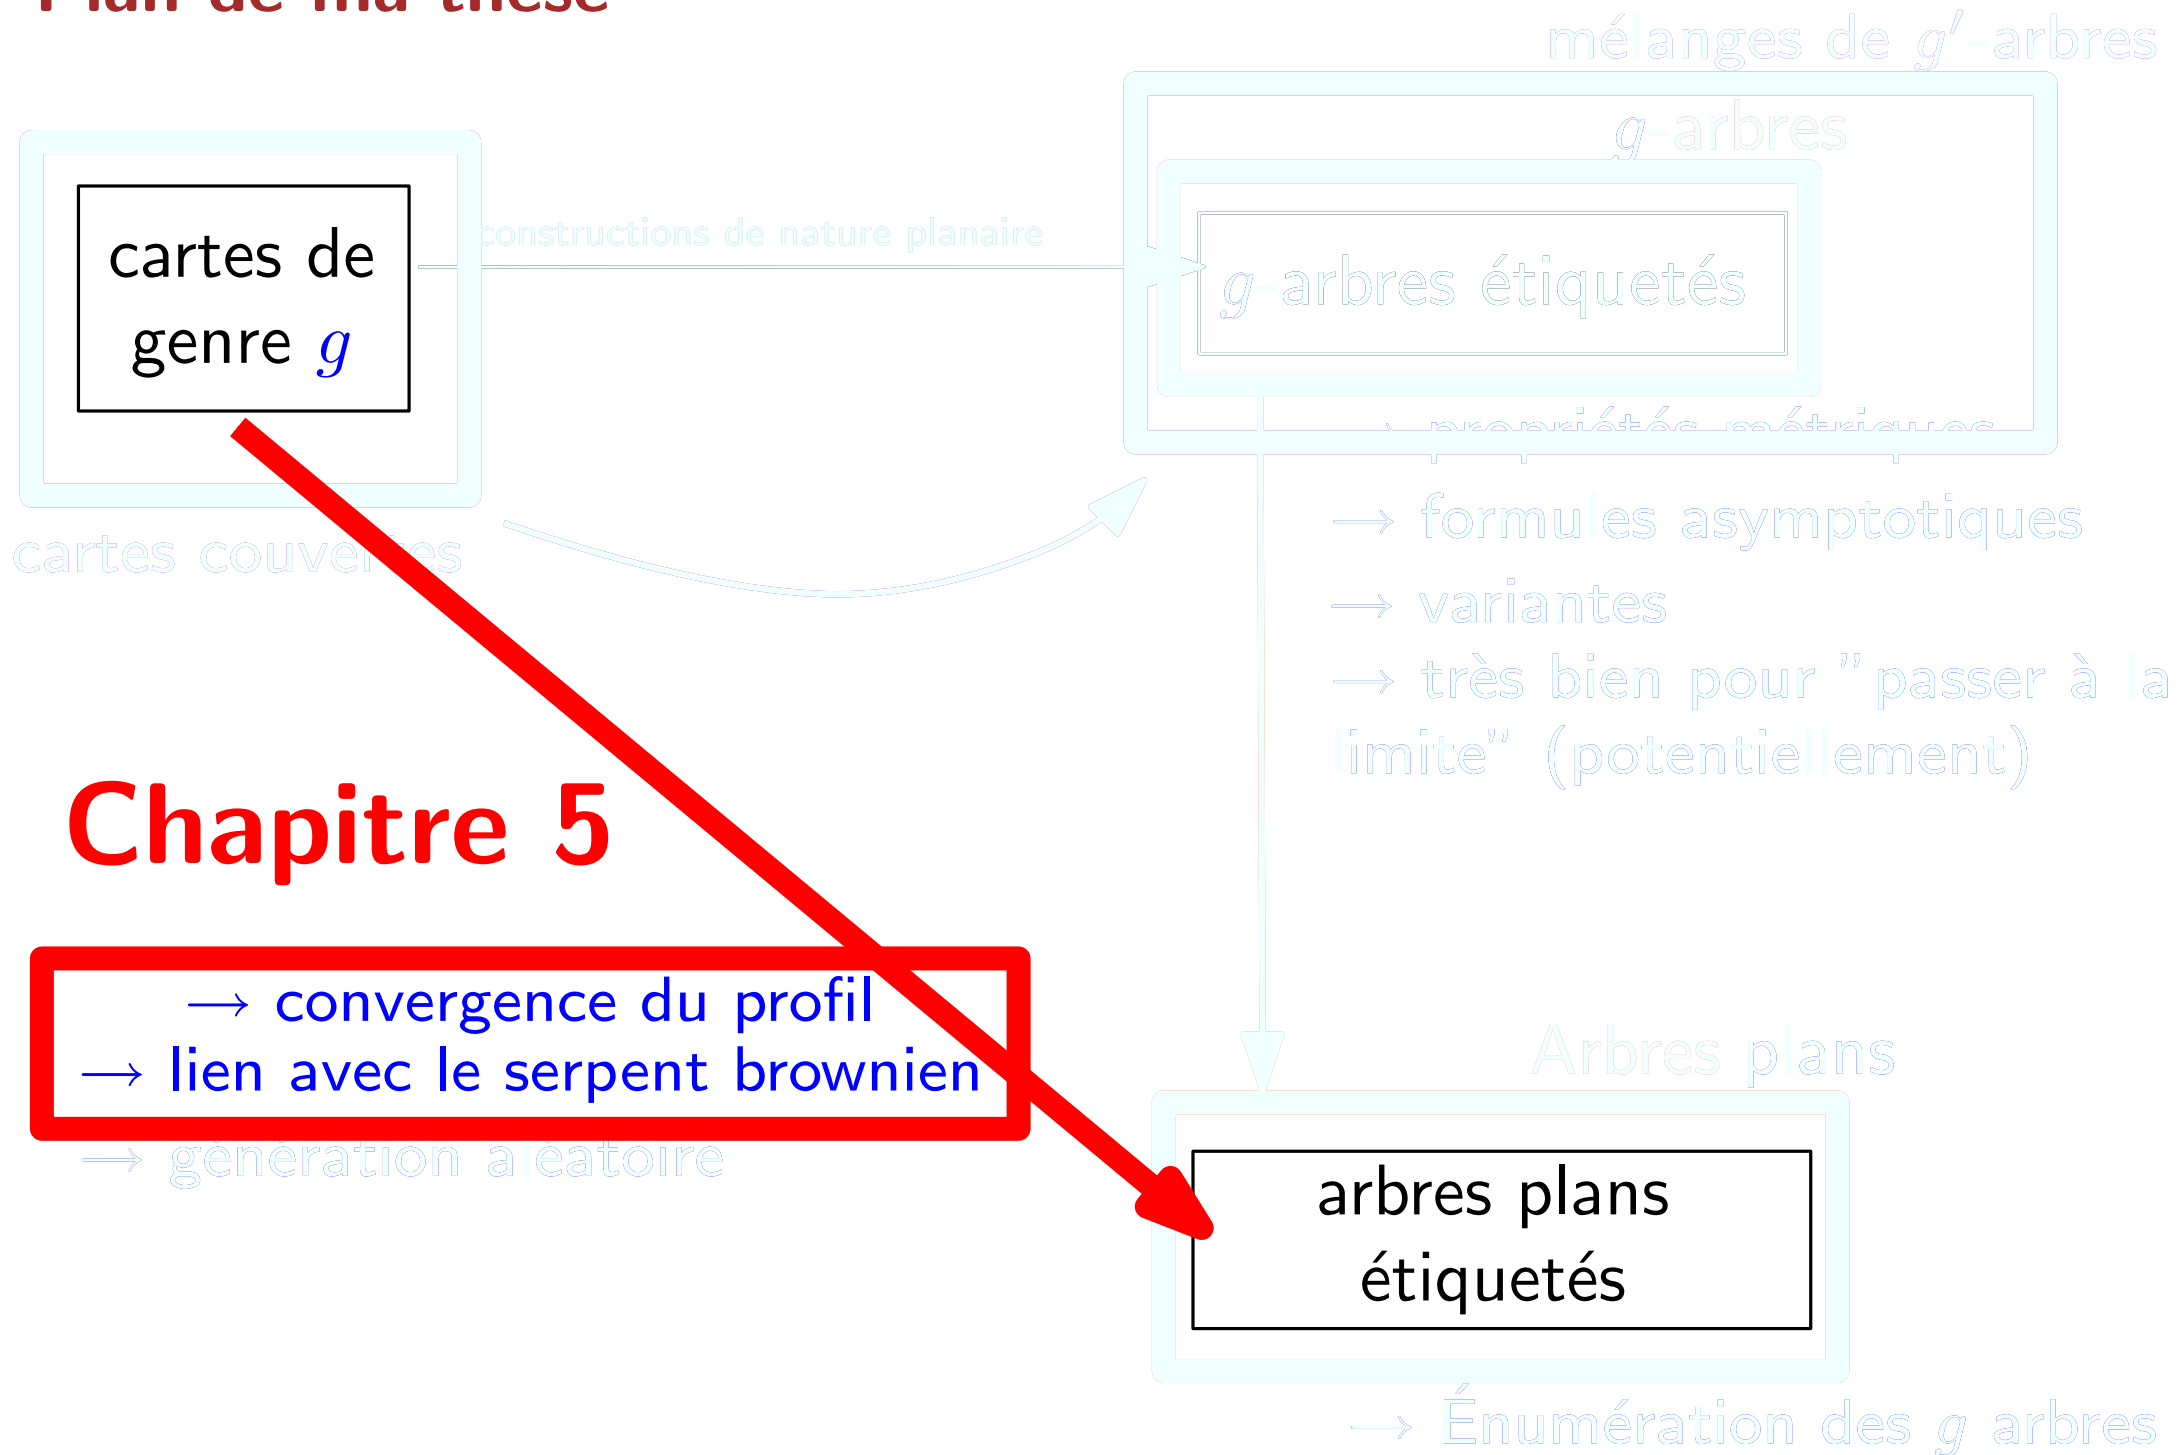 Plan de ma thèse
mélanges de g'-arbres
g-arbres
constructions de nature planaire
cartes de
genre g
g-arbres étiquetés
→ propriétés métriques
→ formules asymptotiques
cartes couvertes
→ variantes
→ très bien pour "passer à la
limite" (potentiellement)
Chapitre 5
→ convergence du profil
→ lien avec le serpent brownien
→ génération aléatoire
Arbres plans
arbres plans
étiquetés
→ Énumération des g arbres